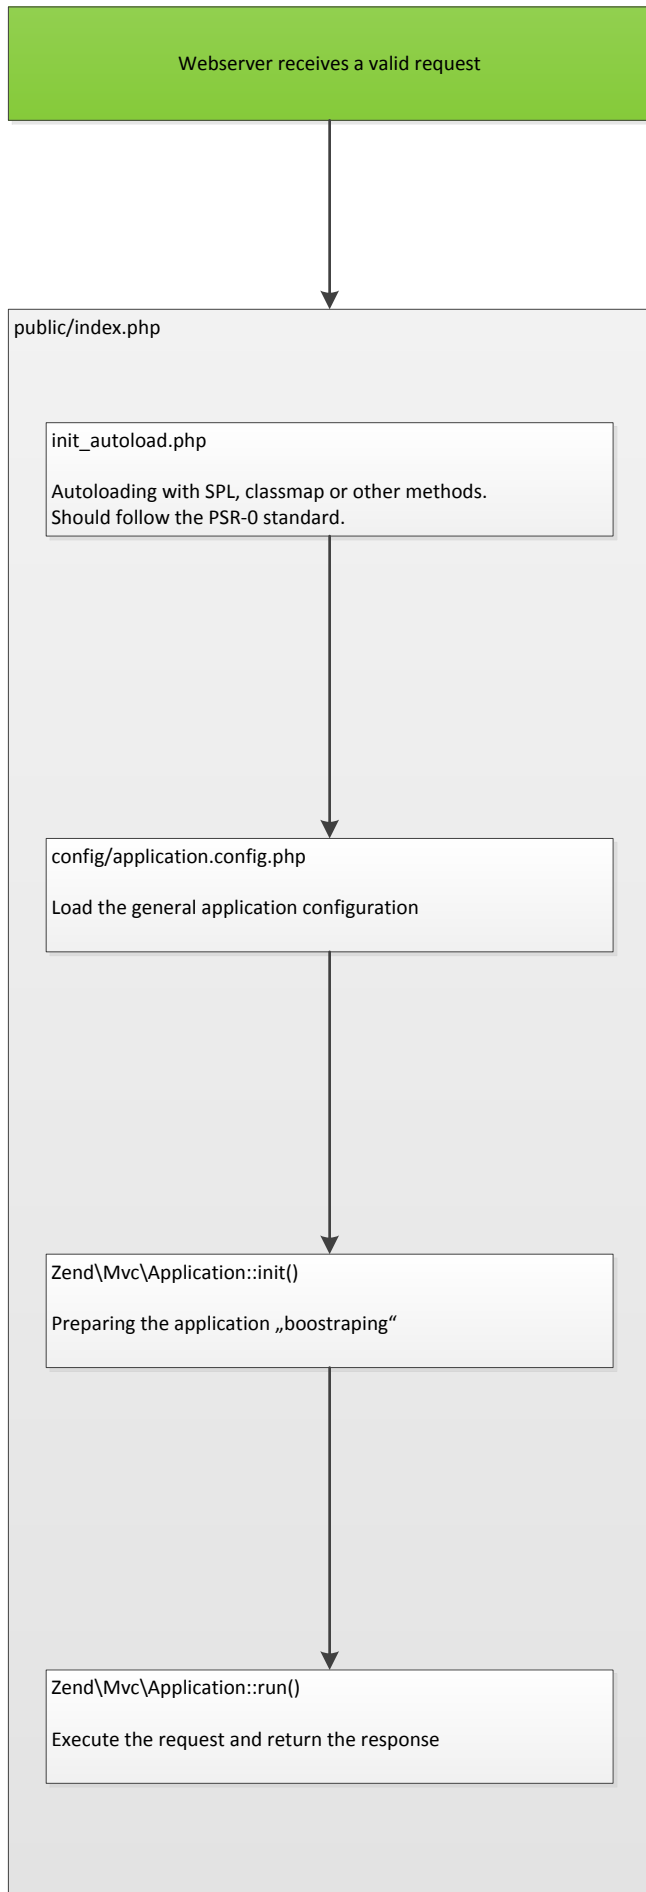 Webserver receives a valid request
public/index.php
init_autoload.php
Autoloading with SPL, classmap or other methods.
Should follow the PSR-0 standard.
config/application.config.php
Load the general application configuration
Zend\Mvc\Application::init()
Preparing the application „boostraping“
Zend\Mvc\Application::run()
Execute the request and return the response